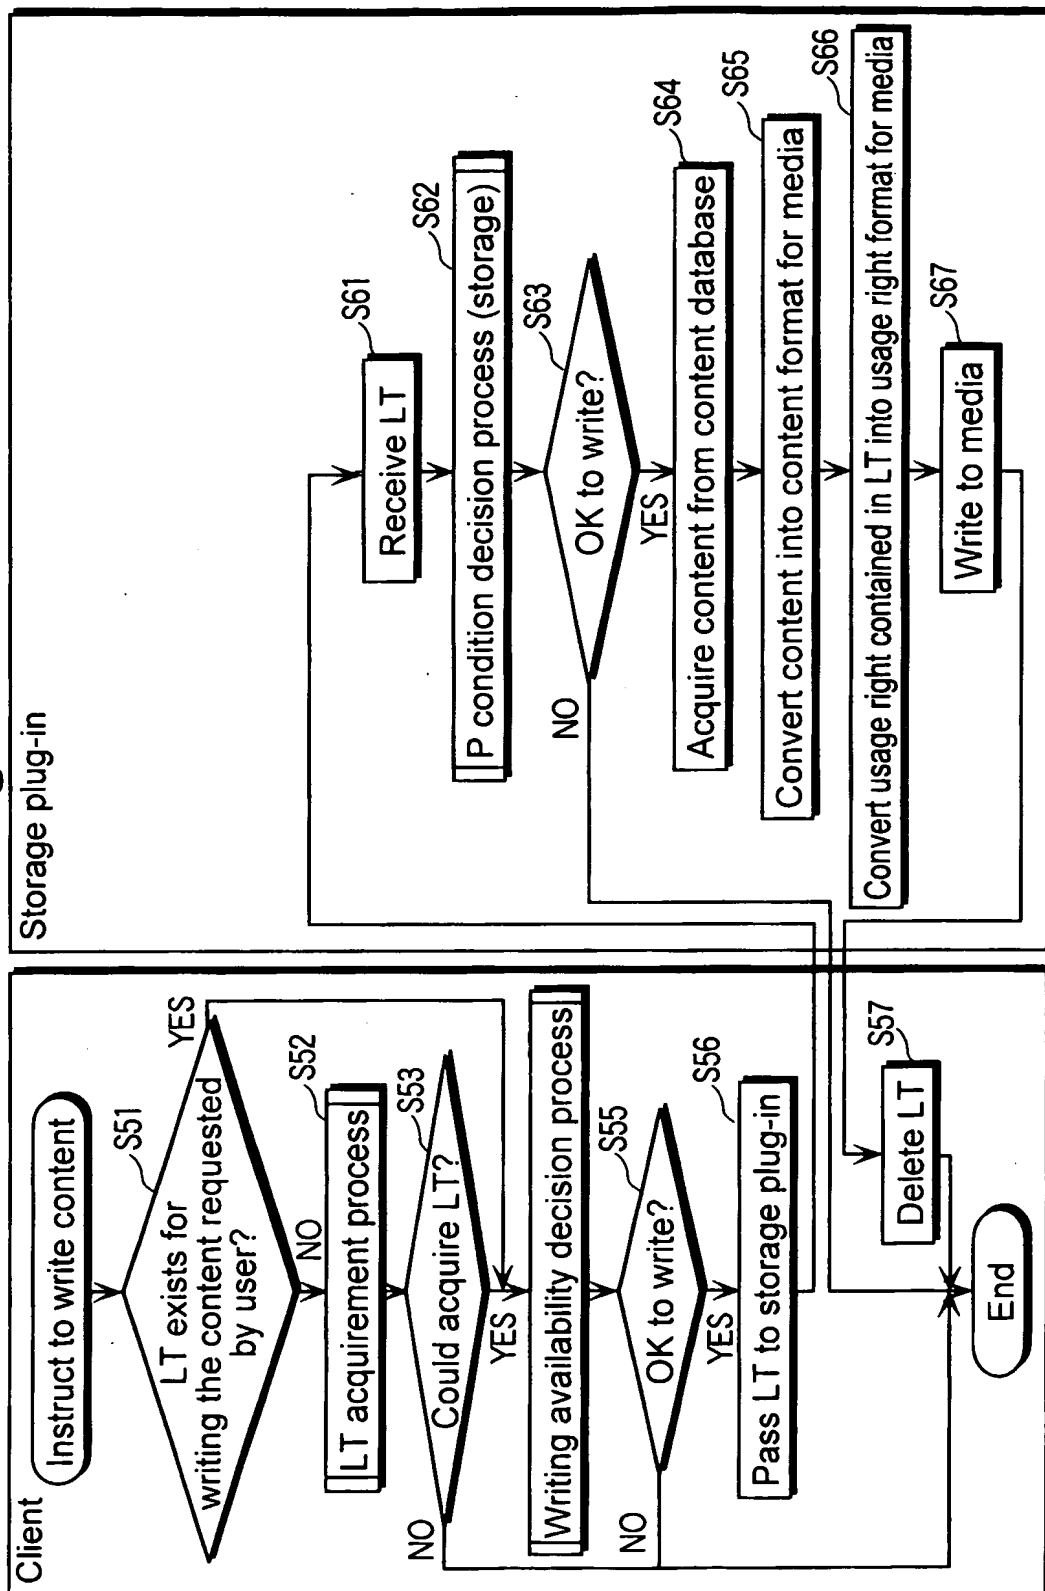 Client
Instruct to write content
S51
LT exists for
writing the content requested
by user?
YES
NO
S52
LT acquirement process
S53
Could acquire LT?
NO
YES
Writing availability decision process
S55
OK to write?
NO
YES
S56
Pass LT to storage plug-in
S57
Delete LT
End
Storage plug-in
S61
Receive LT
S62
P condition decision process (storage)
S63
OK to write?
NO
YES
S64
Acquire content from content database
S65
Convert content into content format for media
S66
Convert usage right contained in LT into usage right format for media
S67
Write to media